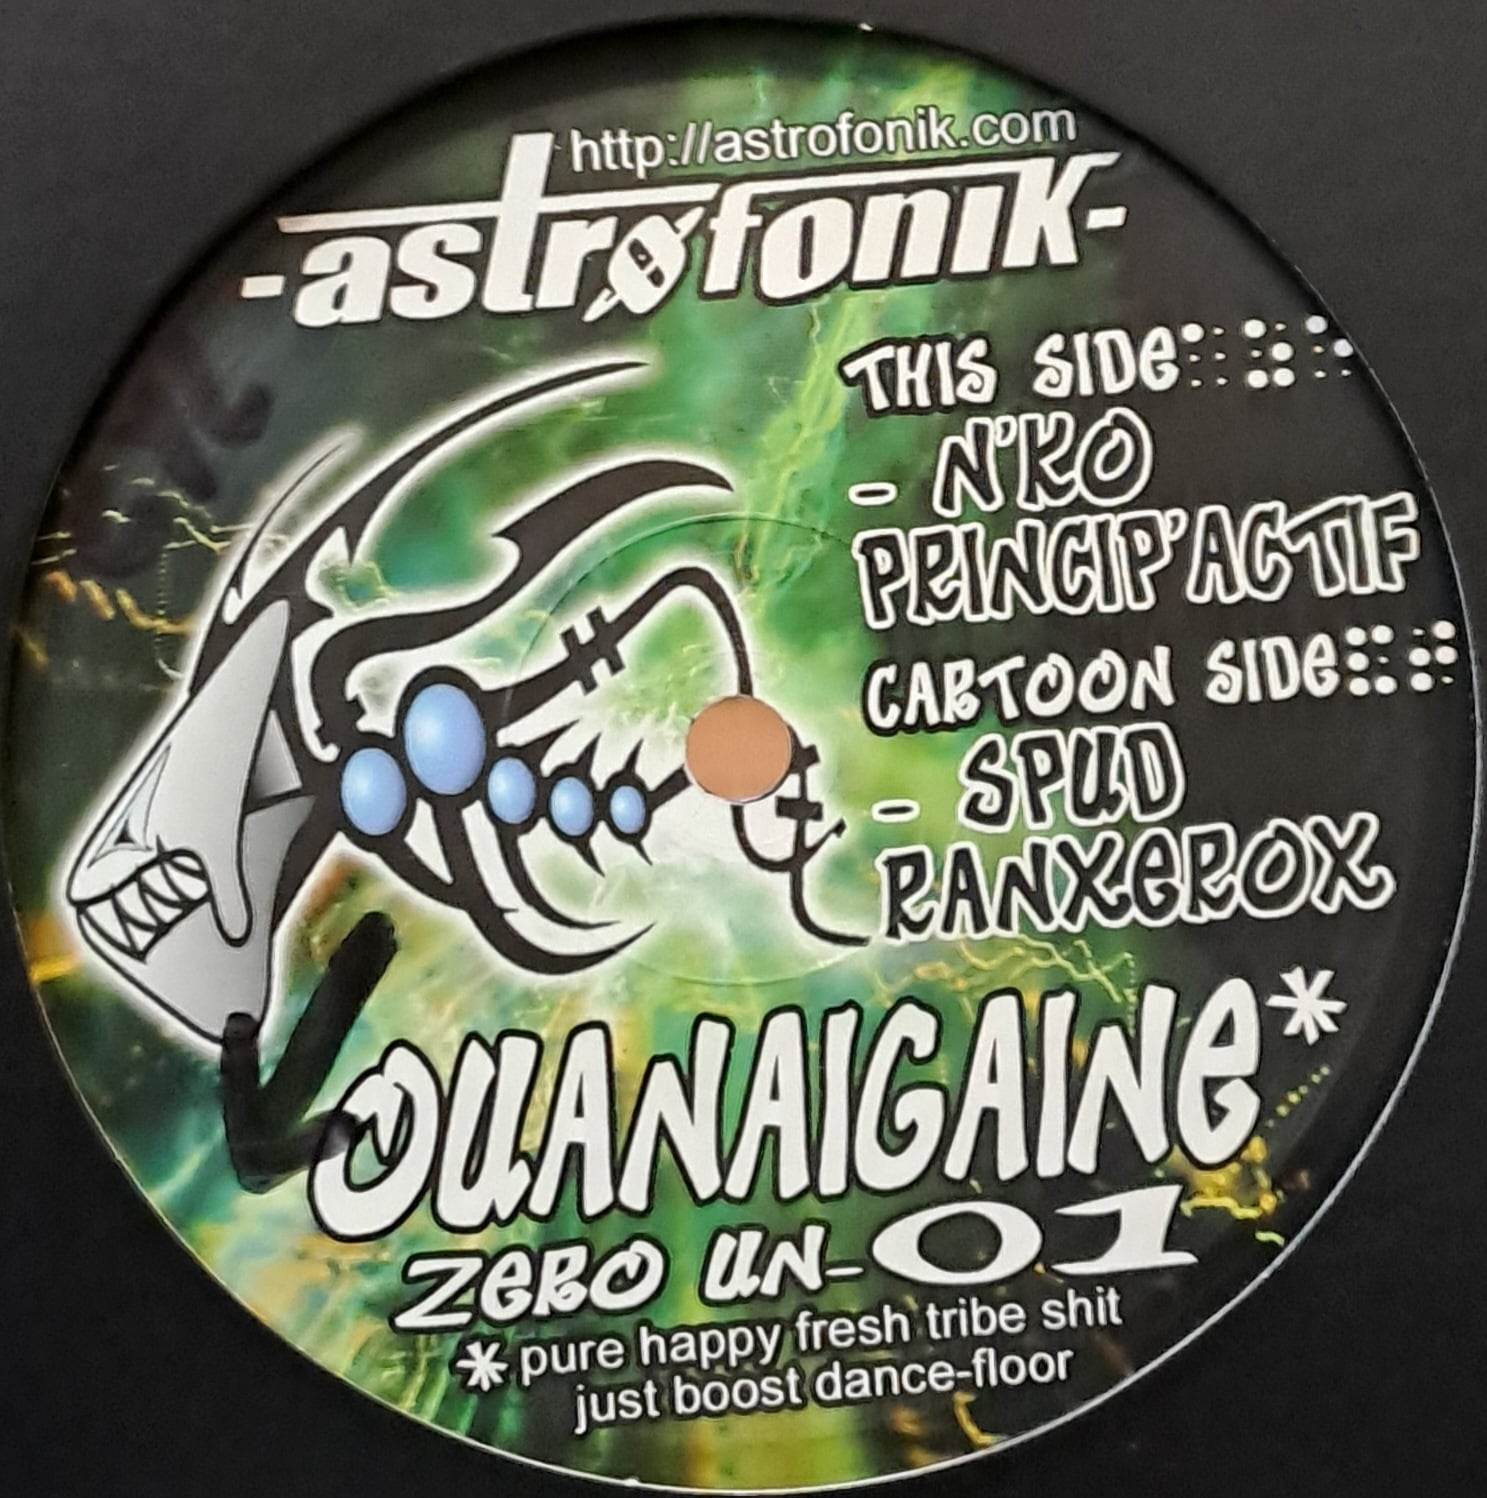 http://astrofonik.com
-astrofonik-
THIS SIDE
- N'KO
PRINCIP'ACTIF
CARTOON SIDE
- SPUD
RANXEROX
OUANAIGAINE*
ZERO UN-01
* pure happy fresh tribe shit
just boost dance-floor